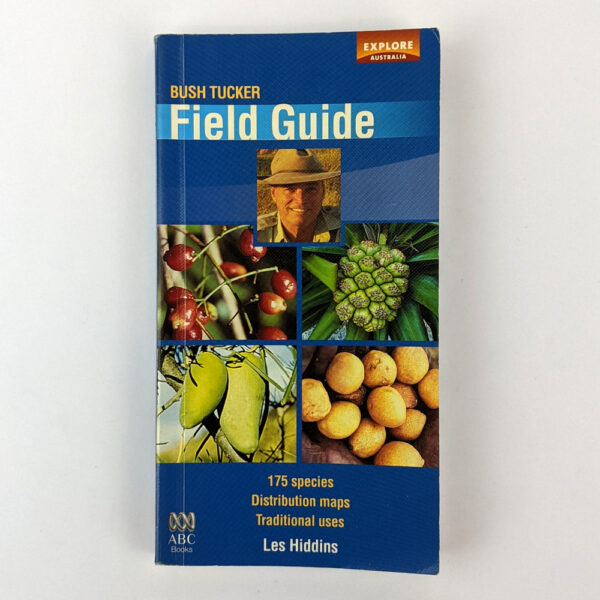 EXPLORE
AUSTRALIA
BUSH TUCKER
Field Guide
175 species
Distribution maps
Traditional uses
Les Hiddins
ABC
Books